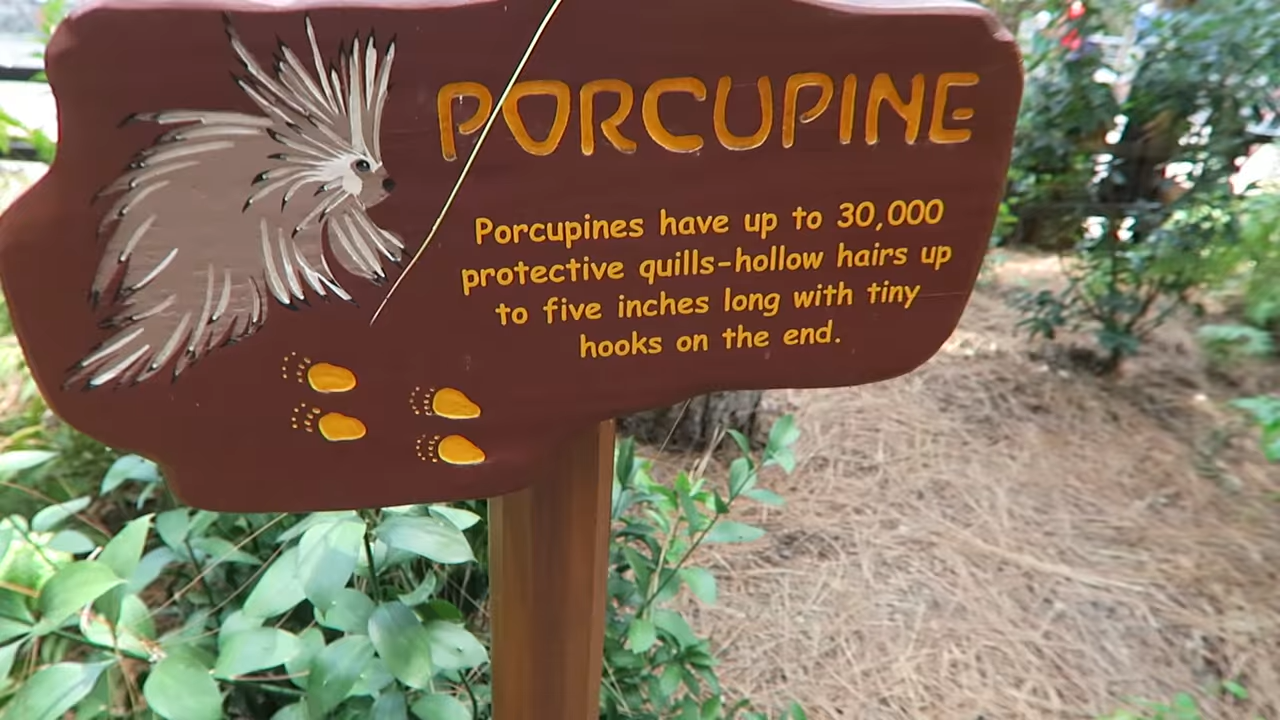 PORCUPINE
Porcupines have up to 30,000
protective quills-hollow hairs up
to five inches long with tiny
hooks on the end.